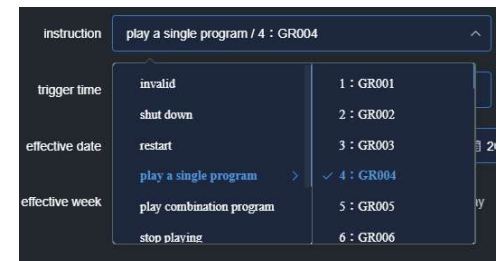 instruction
play a single program / 4：GR004
trigger time
effective date
effective week
invalid
shut down
restart
play a single program
play combination program
stop playing
1：GR001
2：GR002
3：GR003
4：GR004
5：GR005
6：GR006